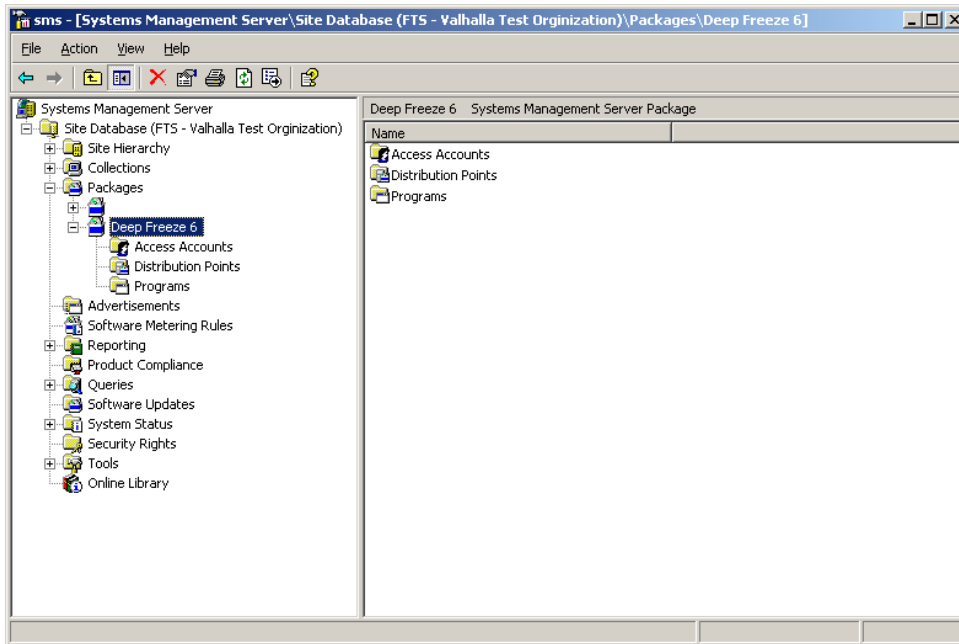 sms - [Systems Management Server\Site Database (FTS - Valhalla Test Orginization)\Packages\Deep Freeze 6]
File Action View Help
Systems Management Server
Site Database (FTS - Valhalla Test Orginization)
Site Hierarchy
Collections
Packages
Deep Freeze 6
Access Accounts
Distribution Points
Programs
Advertisements
Software Metering Rules
Reporting
Product Compliance
Queries
Software Updates
System Status
Security Rights
Tools
Online Library
Deep Freeze 6 Systems Management Server Package
Name
Access Accounts
Distribution Points
Programs